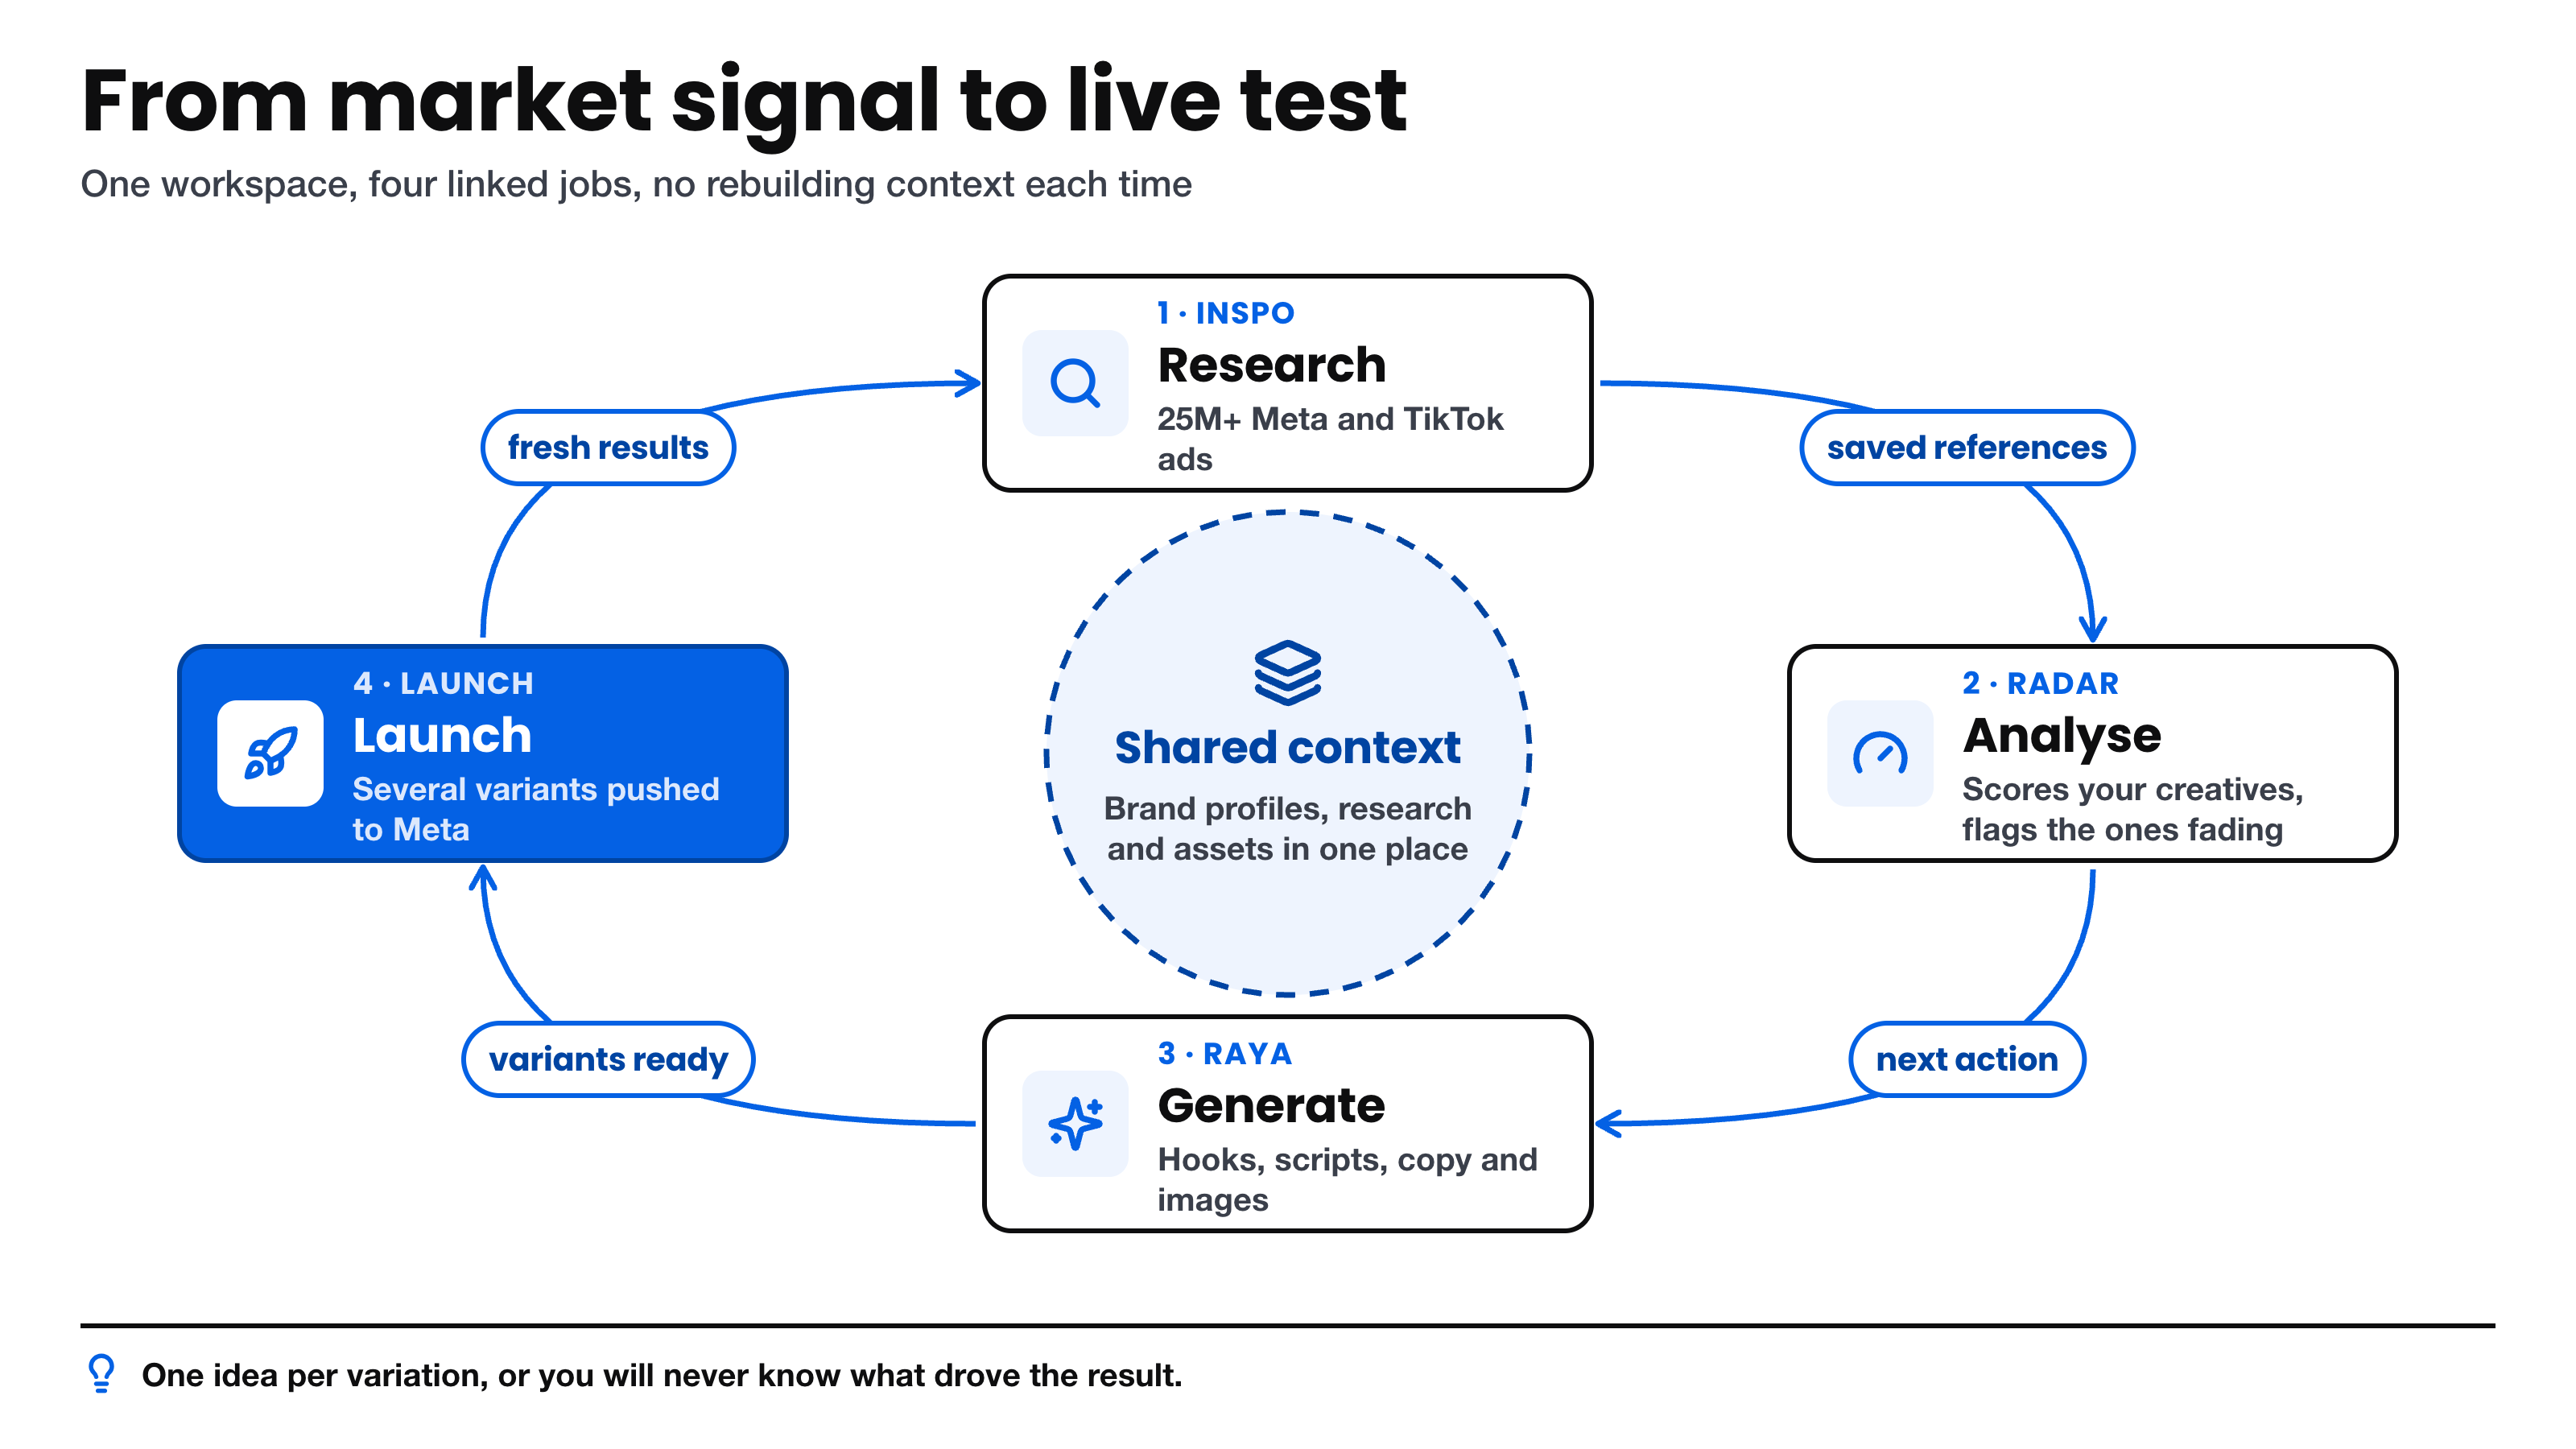 From market signal to live test
One workspace, four linked jobs, no rebuilding context each time
1 · INSPO
Research
25M+ Meta and TikTok
ads
fresh results
saved references
4 · LAUNCH
Launch
Several variants pushed
to Meta
Shared context
Brand profiles, research
and assets in one place
2 · RADAR
Analyse
Scores your creatives,
flags the ones fading
variants ready
next action
3 · RAYA
Generate
Hooks, scripts, copy and
images
One idea per variation, or you will never know what drove the result.